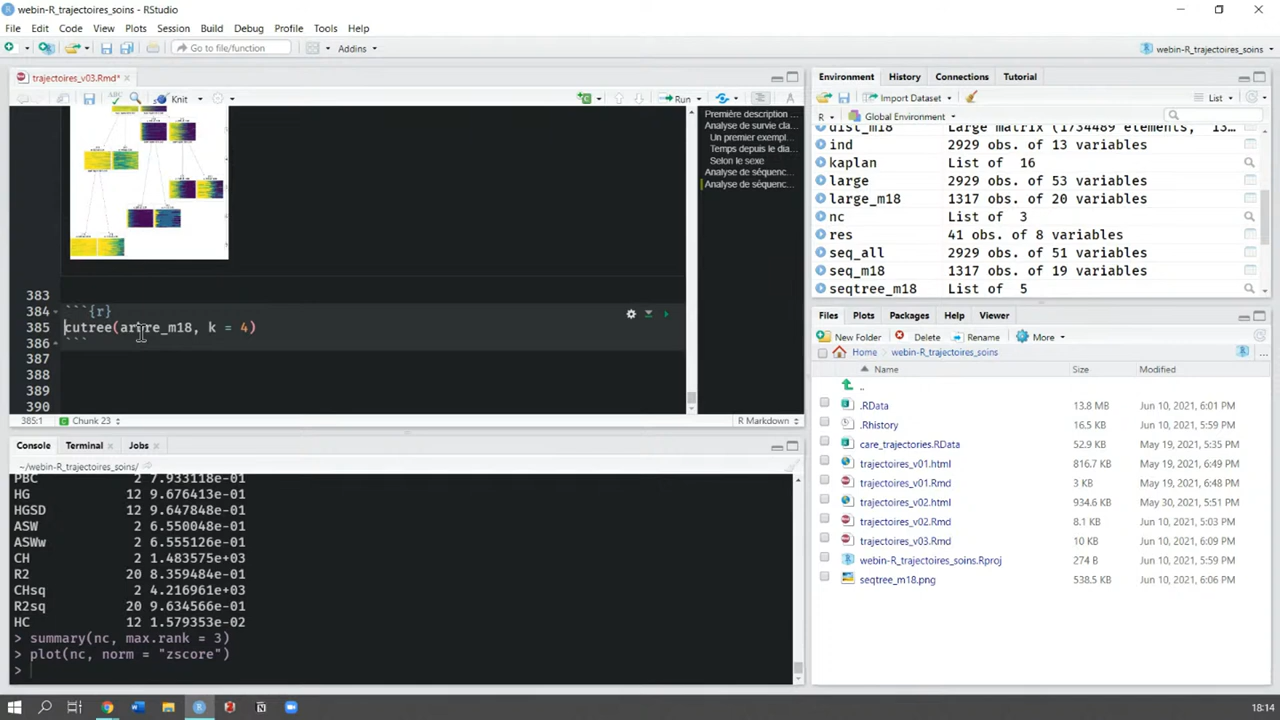 webin-R_trajectoires_soins - RStudio
File Edit Code View Plots Session Build Debug Profile Tools Help
Go to file/function Addins webin-R_trajectoires_soins
trajectoires_v03.Rmd*
Knit Run
Première description ...
Analyse de survie cla...
Un premier exempl...
Temps depuis le dia...
Selon le sexe
Analyse de séquenc...
Analyse de séquenc...
383
384 ```{r}
385 cutree(arbre_m18, k = 4)
386 ```
387
388
389
390
385:1 Chunk 23 R Markdown
Console Terminal Jobs
~/webin-R_trajectoires_soins/
PBC 2 7.933118e-01
HG 12 9.676413e-01
HGSD 12 9.647848e-01
ASW 2 6.550048e-01
ASWw 2 6.555126e-01
CH 2 1.483575e+03
R2 20 8.359484e-01
CHsq 2 4.216961e+03
R2sq 20 9.634566e-01
HC 12 1.579353e-02
> summary(nc, max.rank = 3)
> plot(nc, norm = "zscore")
>
Environment History Connections Tutorial
Import Dataset List
R Global Environment
dist_m18 Large matrix (1734489 elements, 13...
ind 2929 obs. of 13 variables
kaplan List of 16
large 2929 obs. of 53 variables
large_m18 1317 obs. of 20 variables
nc List of 3
res 41 obs. of 8 variables
seq_all 2929 obs. of 51 variables
seq_m18 1317 obs. of 19 variables
seqtree_m18 List of 5
Files Plots Packages Help Viewer
New Folder Delete Rename More
Home webin-R_trajectoires_soins
Name Size Modified
..
.RData 13.8 MB Jun 10, 2021, 6:01 PM
.Rhistory 16.5 KB Jun 10, 2021, 5:59 PM
care_trajectories.RData 52.9 KB May 19, 2021, 5:35 PM
trajectoires_v01.html 816.7 KB May 19, 2021, 6:49 PM
trajectoires_v01.Rmd 3 KB May 19, 2021, 6:48 PM
trajectoires_v02.html 934.6 KB May 30, 2021, 5:51 PM
trajectoires_v02.Rmd 8.1 KB Jun 10, 2021, 5:03 PM
trajectoires_v03.Rmd 10 KB Jun 10, 2021, 6:09 PM
webin-R_trajectoires_soins.Rproj 274 B Jun 10, 2021, 5:59 PM
seqtree_m18.png 538.5 KB Jun 10, 2021, 6:06 PM
18:14